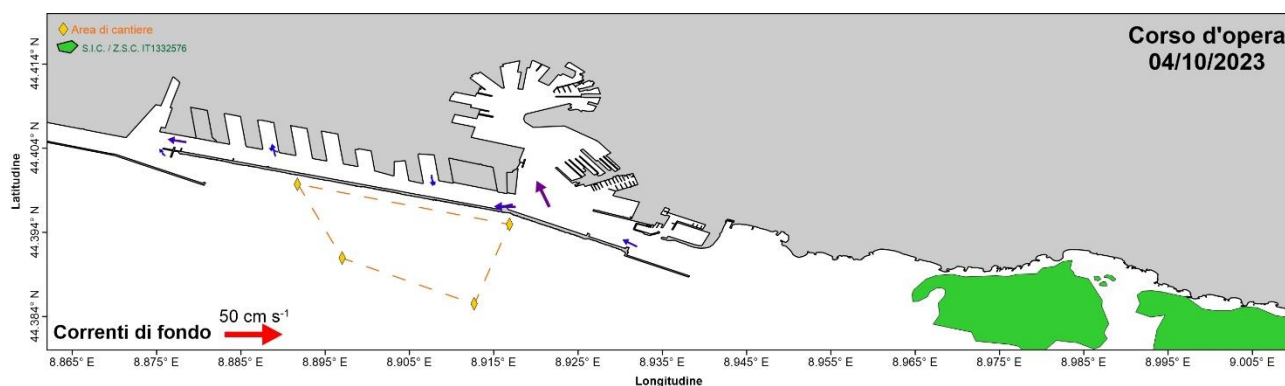 Area di cantiere
S.I.C. / Z.S.C. IT1332576
Corso d'opera
04/10/2023
Latitudine
44.414° N
44.404° N
44.394° N
44.384° N
Correnti di fondo
50 cm s⁻¹
8.865° E 8.875° E 8.885° E 8.895° E 8.905° E 8.915° E 8.925° E 8.935° E 8.945° E 8.955° E 8.965° E 8.975° E 8.985° E 8.995° E 9.005° E
Longitudine